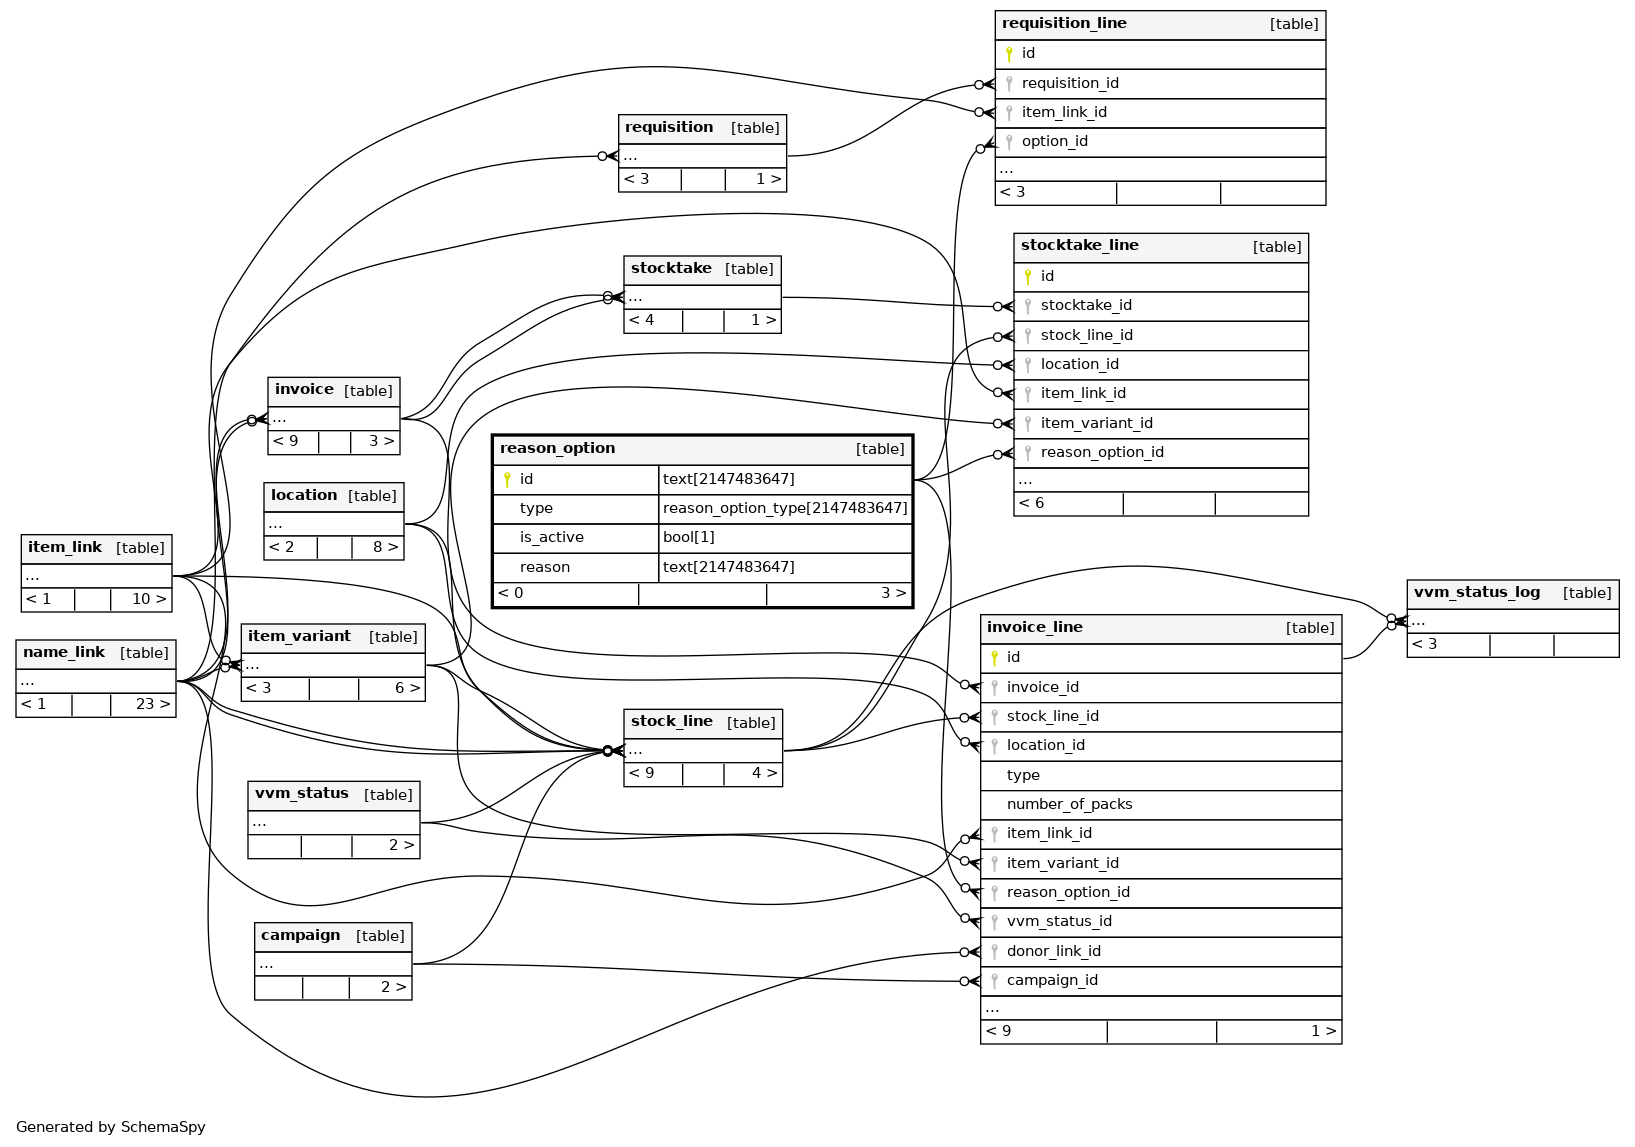 requisition_line [table]
id
requisition_id
item_link_id
option_id
...
< 3
requisition [table]
...
< 3 1 >
stocktake_line [table]
id
stocktake_id
stock_line_id
location_id
item_link_id
item_variant_id
reason_option_id
...
< 6
stocktake [table]
...
< 4 1 >
invoice [table]
...
< 9 3 >
reason_option [table]
id text[2147483647]
type reason_option_type[2147483647]
is_active bool[1]
reason text[2147483647]
< 0 3 >
location [table]
...
< 2 8 >
item_link [table]
...
< 1 10 >
name_link [table]
...
< 1 23 >
item_variant [table]
...
< 3 6 >
vvm_status_log [table]
...
< 3
invoice_line [table]
id
invoice_id
stock_line_id
location_id
type
number_of_packs
item_link_id
item_variant_id
reason_option_id
vvm_status_id
donor_link_id
campaign_id
...
< 9 1 >
stock_line [table]
...
< 9 4 >
vvm_status [table]
...
2 >
campaign [table]
...
2 >
Generated by SchemaSpy